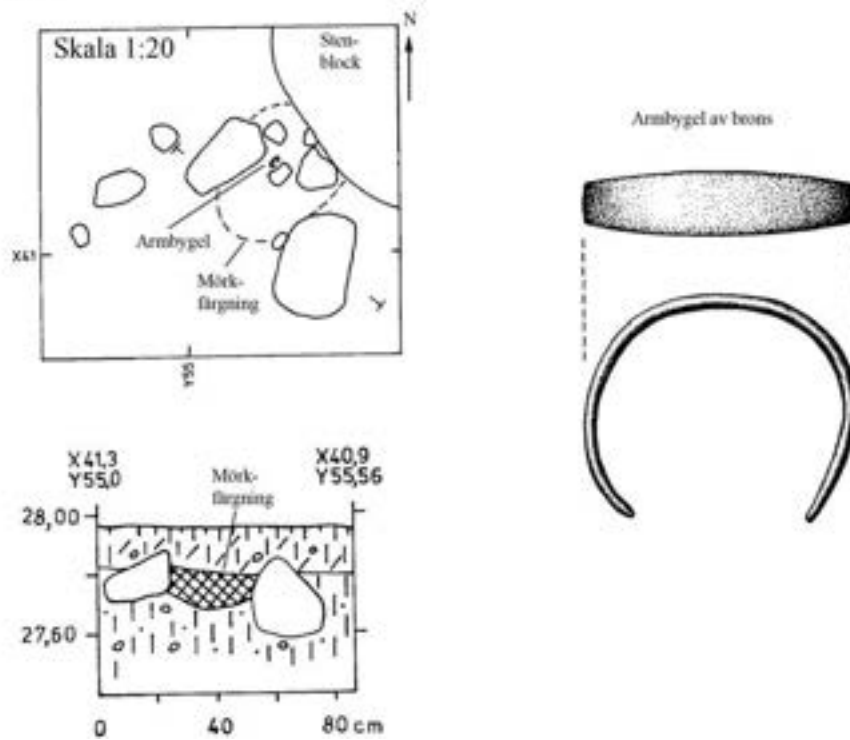 Skala 1:20
Sten-
block
N
Armbygel
Mörk-
färgning
X41
Y55
Armbygel av brons
X41,3
Y55,0
Mörk-
färgning
X40,9
Y55,56
28,00
27,60
0
40
80 cm